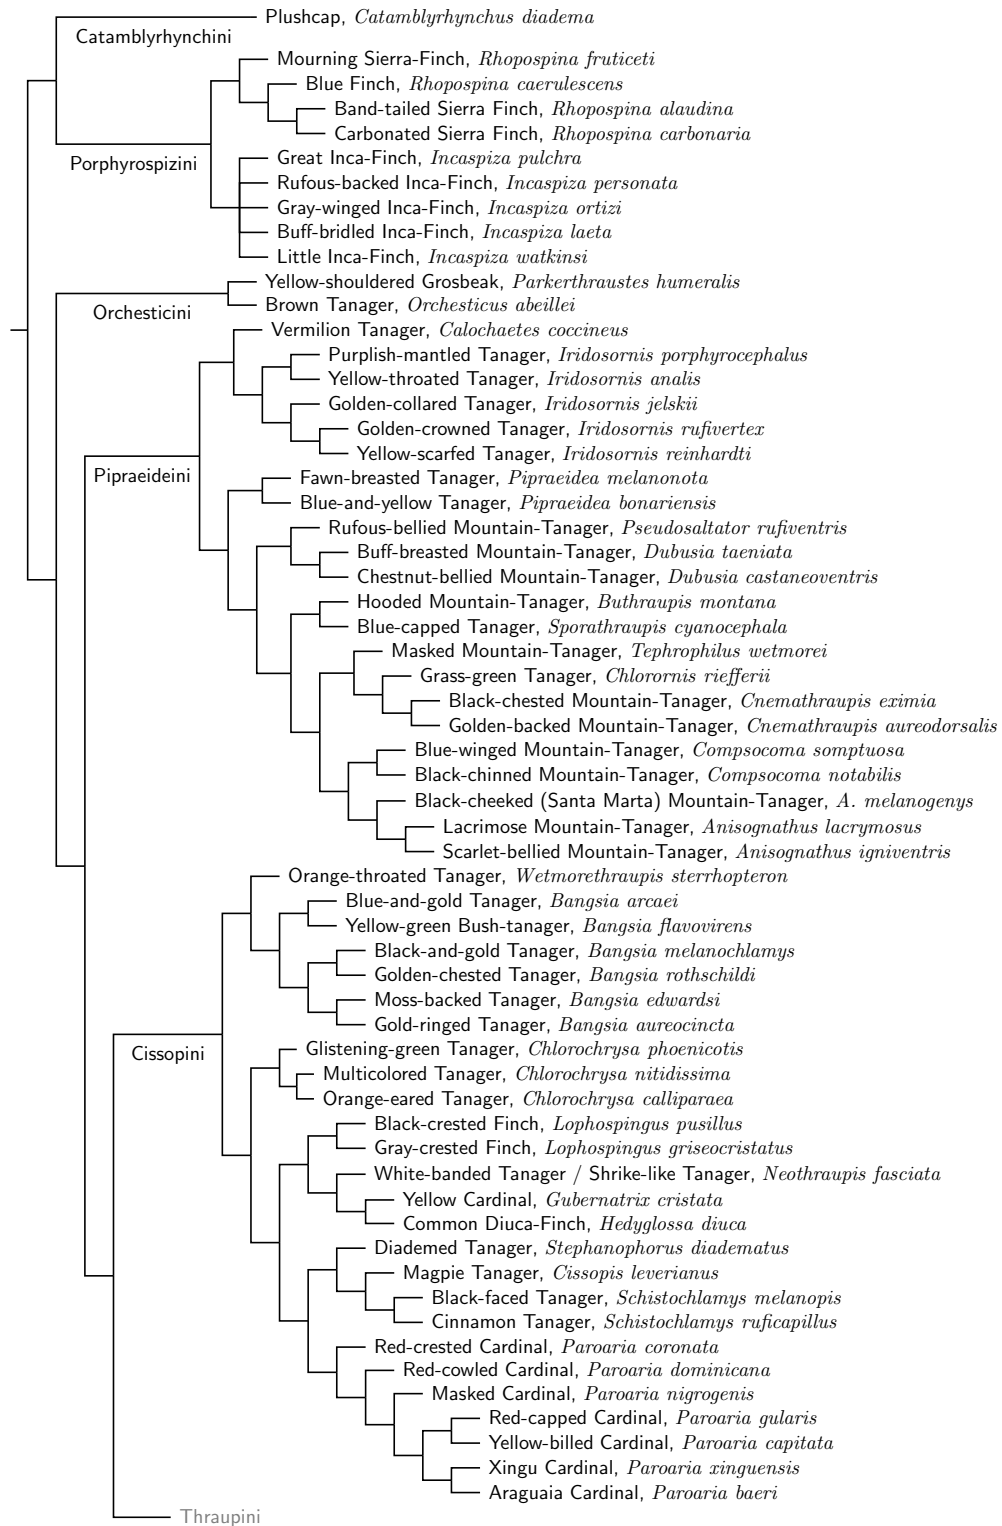 Plushcap, Catamblyrhynchus diadema
Catamblyrhynchini
Mourning Sierra-Finch, Rhopospina fruticeti
Blue Finch, Rhopospina caerulescens
Band-tailed Sierra Finch, Rhopospina alaudina
Carbonated Sierra Finch, Rhopospina carbonaria
Great Inca-Finch, Incaspiza pulchra
Porphyrospizini
Rufous-backed Inca-Finch, Incaspiza personata
Gray-winged Inca-Finch, Incaspiza ortizi
Buff-bridled Inca-Finch, Incaspiza laeta
Little Inca-Finch, Incaspiza watkinsi
Yellow-shouldered Grosbeak, Parkerthraustes humeralis
Brown Tanager, Orchesticus abeillei
Orchesticini
Vermilion Tanager, Calochaetes coccineus
Purplish-mantled Tanager, Iridosornis porphyrocephalus
Yellow-throated Tanager, Iridosornis analis
Golden-collared Tanager, Iridosornis jelskii
Golden-crowned Tanager, Iridosornis rufivertex
Yellow-scarfed Tanager, Iridosornis reinhardti
Pipraeideini
Fawn-breasted Tanager, Pipraeidea melanonota
Blue-and-yellow Tanager, Pipraeidea bonariensis
Rufous-bellied Mountain-Tanager, Pseudosaltator rufiventris
Buff-breasted Mountain-Tanager, Dubusia taeniata
Chestnut-bellied Mountain-Tanager, Dubusia castaneoventris
Hooded Mountain-Tanager, Buthraupis montana
Blue-capped Tanager, Sporathraupis cyanocephala
Masked Mountain-Tanager, Tephrophilus wetmorei
Grass-green Tanager, Chlorornis riefferii
Black-chested Mountain-Tanager, Cnemathraupis eximia
Golden-backed Mountain-Tanager, Cnemathraupis aureodorsalis
Blue-winged Mountain-Tanager, Compsocoma somptuosa
Black-chinned Mountain-Tanager, Compsocoma notabilis
Black-cheeked (Santa Marta) Mountain-Tanager, A. melanogenys
Lacrimose Mountain-Tanager, Anisognathus lacrymosus
Scarlet-bellied Mountain-Tanager, Anisognathus igniventris
Orange-throated Tanager, Wetmorethraupis sterrhopteron
Blue-and-gold Tanager, Bangsia arcaei
Yellow-green Bush-tanager, Bangsia flavovirens
Black-and-gold Tanager, Bangsia melanochlamys
Golden-chested Tanager, Bangsia rothschildi
Moss-backed Tanager, Bangsia edwardsi
Gold-ringed Tanager, Bangsia aureocincta
Cissopini
Glistening-green Tanager, Chlorochrysa phoenicotis
Multicolored Tanager, Chlorochrysa nitidissima
Orange-eared Tanager, Chlorochrysa calliparaea
Black-crested Finch, Lophospingus pusillus
Gray-crested Finch, Lophospingus griseocristatus
White-banded Tanager / Shrike-like Tanager, Neothraupis fasciata
Yellow Cardinal, Gubernatrix cristata
Common Diuca-Finch, Hedyglossa diuca
Diademed Tanager, Stephanophorus diadematus
Magpie Tanager, Cissopis leverianus
Black-faced Tanager, Schistochlamys melanopis
Cinnamon Tanager, Schistochlamys ruficapillus
Red-crested Cardinal, Paroaria coronata
Red-cowled Cardinal, Paroaria dominicana
Masked Cardinal, Paroaria nigrogenis
Red-capped Cardinal, Paroaria gularis
Yellow-billed Cardinal, Paroaria capitata
Xingu Cardinal, Paroaria xinguensis
Araguaia Cardinal, Paroaria baeri
Thraupini